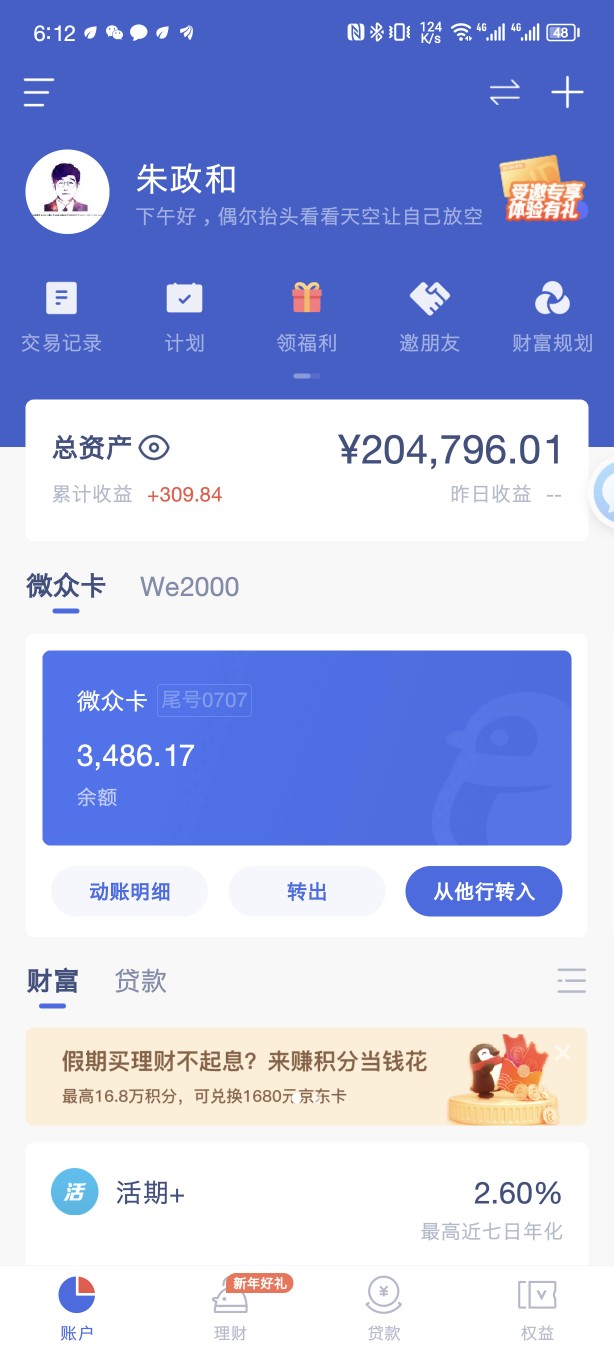 6:12
124
K/s
4G
4G
48
朱政和
下午好，偶尔抬头看看天空让自己放空
受邀专享
体验有礼
交易记录
计划
领福利
邀朋友
财富规划
总资产
¥204,796.01
累计收益 +309.84
昨日收益 --
微众卡
We2000
微众卡 尾号0707
3,486.17
余额
动账明细
转出
从他行转入
财富
贷款
假期买理财不起息？来赚积分当钱花
最高16.8万积分，可兑换1680元京东卡
活
活期+
2.60%
最高近七日年化
新年好礼
账户
理财
贷款
权益